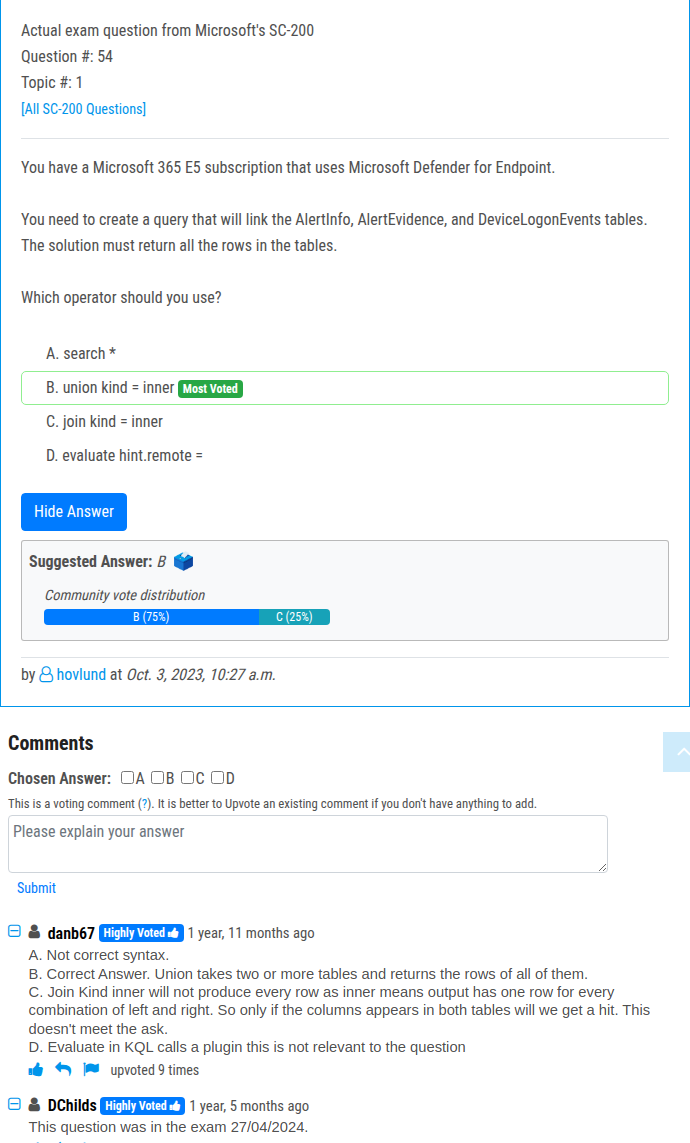 Actual exam question from Microsoft's SC-200
Question #: 54
Topic #: 1
[All SC-200 Questions]
You have a Microsoft 365 E5 subscription that uses Microsoft Defender for Endpoint.
You need to create a query that will link the AlertInfo, AlertEvidence, and DeviceLogonEvents tables.
The solution must return all the rows in the tables.
Which operator should you use?
A. search *
B. union kind = inner Most Voted
C. join kind = inner
D. evaluate hint.remote =
Hide Answer
Suggested Answer: B
Community vote distribution
B (75%) C (25%)
by hovlund at Oct. 3, 2023, 10:27 a.m.
Comments
Chosen Answer: A B C D
This is a voting comment (?). It is better to Upvote an existing comment if you don't have anything to add.
Please explain your answer
Submit
danb67 Highly Voted 1 year, 11 months ago
A. Not correct syntax.
B. Correct Answer. Union takes two or more tables and returns the rows of all of them.
C. Join Kind inner will not produce every row as inner means output has one row for every
combination of left and right. So only if the columns appears in both tables will we get a hit. This
doesn't meet the ask.
D. Evaluate in KQL calls a plugin this is not relevant to the question
upvoted 9 times
DChilds Highly Voted 1 year, 5 months ago
This question was in the exam 27/04/2024.